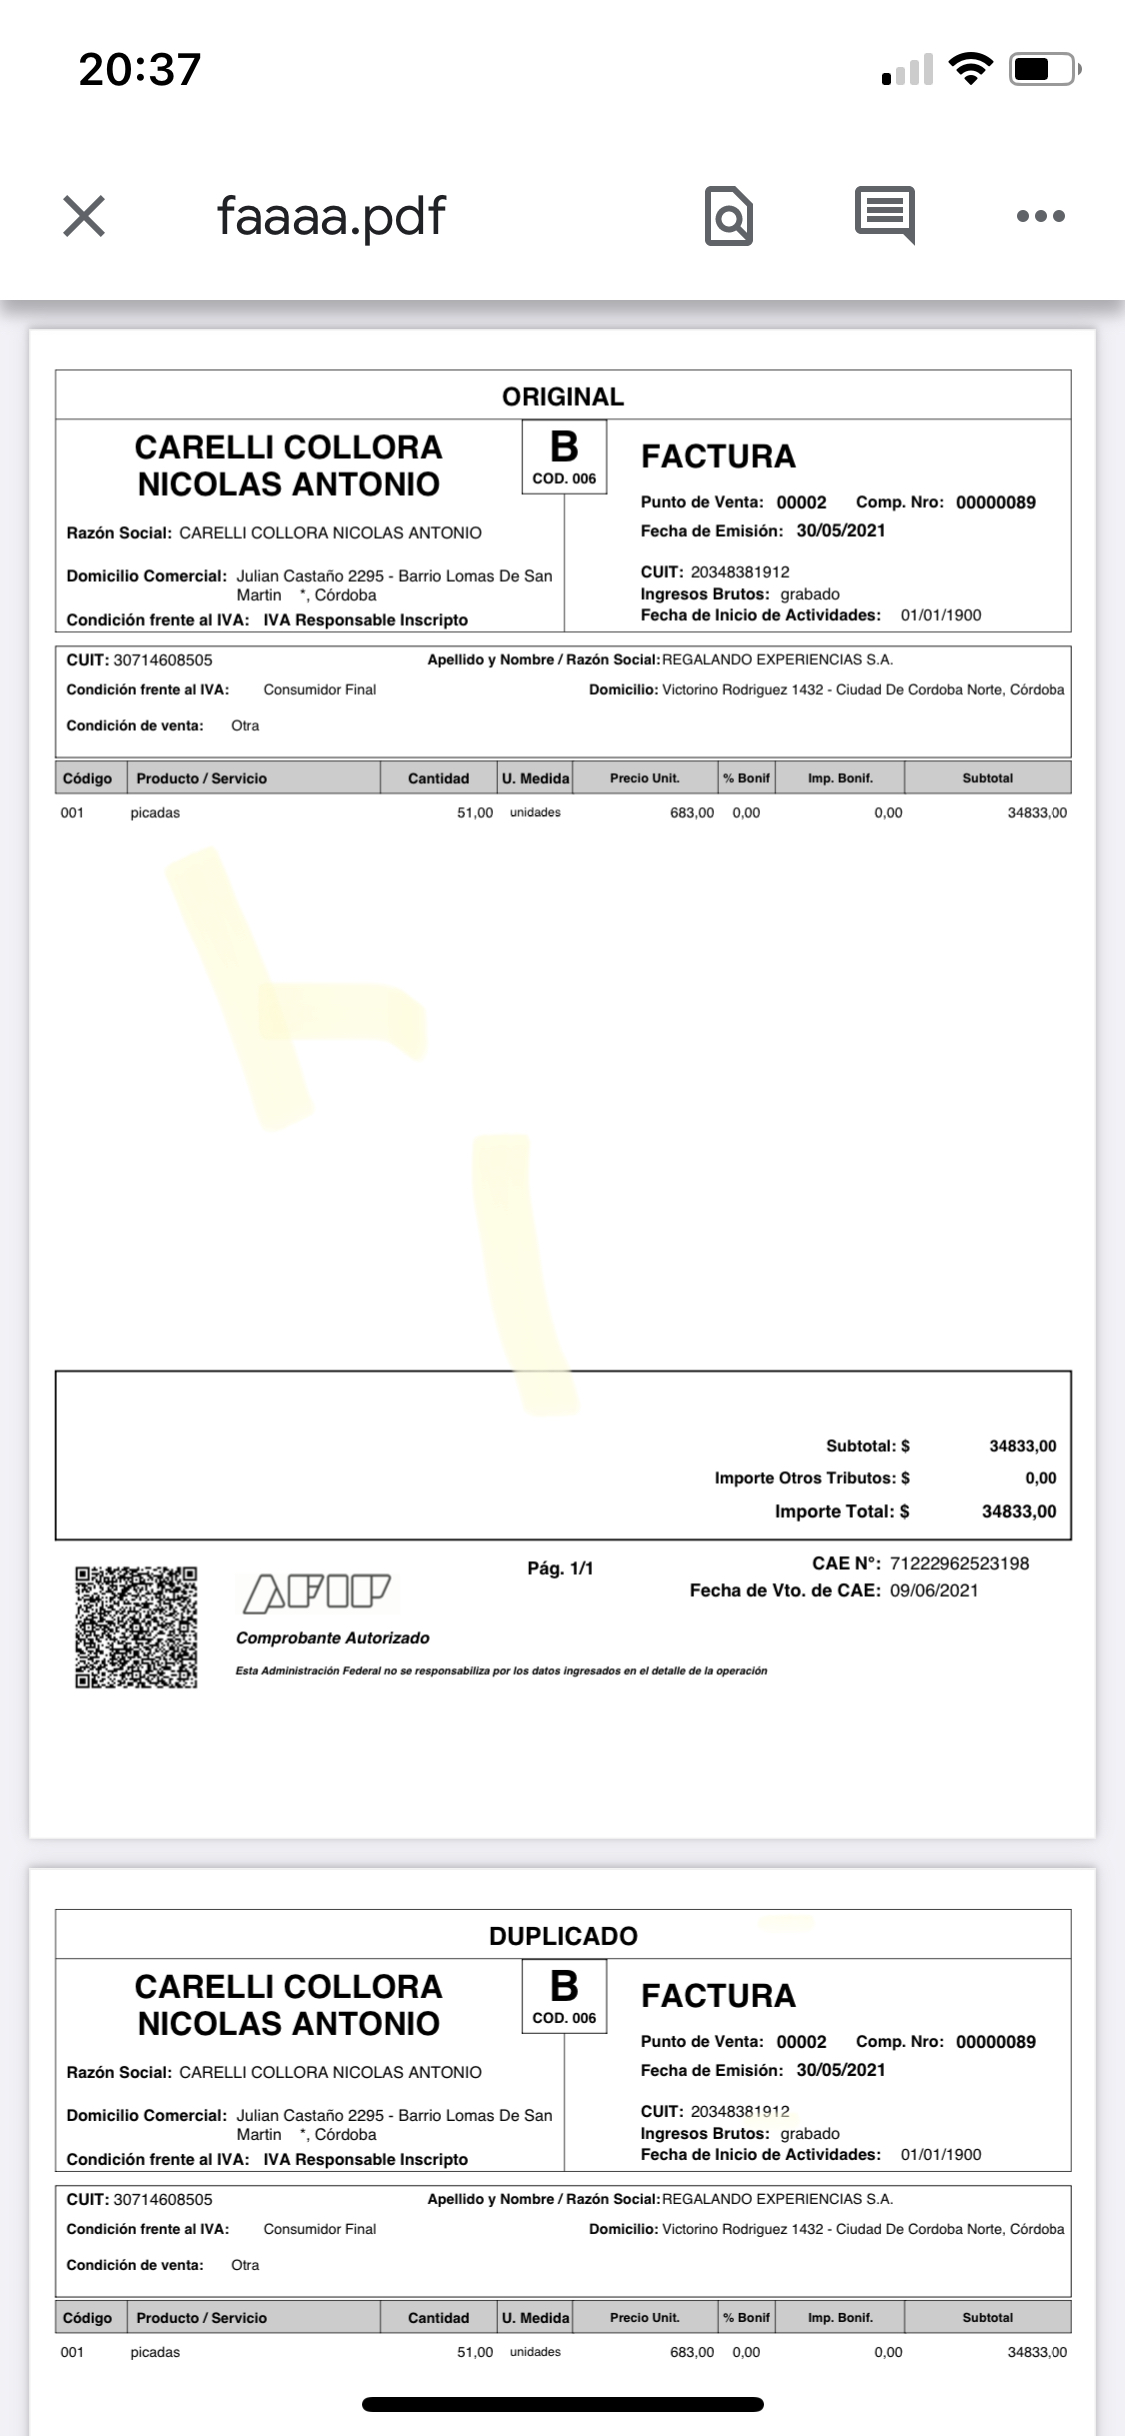 20:37
faaaa.pdf
ORIGINAL
CARELLI COLLORA
NICOLAS ANTONIO
B
COD. 006
FACTURA
Punto de Venta: 00002 Comp. Nro: 00000089
Fecha de Emisión: 30/05/2021
Razón Social: CARELLI COLLORA NICOLAS ANTONIO
Domicilio Comercial: Julian Castaño 2295 - Barrio Lomas De San
Martin *, Córdoba
Condición frente al IVA: IVA Responsable Inscripto
CUIT: 20348381912
Ingresos Brutos: grabado
Fecha de Inicio de Actividades: 01/01/1900
CUIT: 30714608505 Apellido y Nombre / Razón Social: REGALANDO EXPERIENCIAS S.A.
Condición frente al IVA: Consumidor Final Domicilio: Victorino Rodriguez 1432 - Ciudad De Cordoba Norte, Córdoba
Condición de venta: Otra
Código Producto / Servicio Cantidad U. Medida Precio Unit. % Bonif Imp. Bonif. Subtotal
001 picadas 51,00 unidades 683,00 0,00 0,00 34833,00
Subtotal: $ 34833,00
Importe Otros Tributos: $ 0,00
Importe Total: $ 34833,00
AFIP
Comprobante Autorizado
Esta Administración Federal no se responsabiliza por los datos ingresados en el detalle de la operación
Pág. 1/1
CAE N°: 71222962523198
Fecha de Vto. de CAE: 09/06/2021
DUPLICADO
CARELLI COLLORA
NICOLAS ANTONIO
B
COD. 006
FACTURA
Punto de Venta: 00002 Comp. Nro: 00000089
Fecha de Emisión: 30/05/2021
Razón Social: CARELLI COLLORA NICOLAS ANTONIO
Domicilio Comercial: Julian Castaño 2295 - Barrio Lomas De San
Martin *, Córdoba
Condición frente al IVA: IVA Responsable Inscripto
CUIT: 20348381912
Ingresos Brutos: grabado
Fecha de Inicio de Actividades: 01/01/1900
CUIT: 30714608505 Apellido y Nombre / Razón Social: REGALANDO EXPERIENCIAS S.A.
Condición frente al IVA: Consumidor Final Domicilio: Victorino Rodriguez 1432 - Ciudad De Cordoba Norte, Córdoba
Condición de venta: Otra
Código Producto / Servicio Cantidad U. Medida Precio Unit. % Bonif Imp. Bonif. Subtotal
001 picadas 51,00 unidades 683,00 0,00 0,00 34833,00